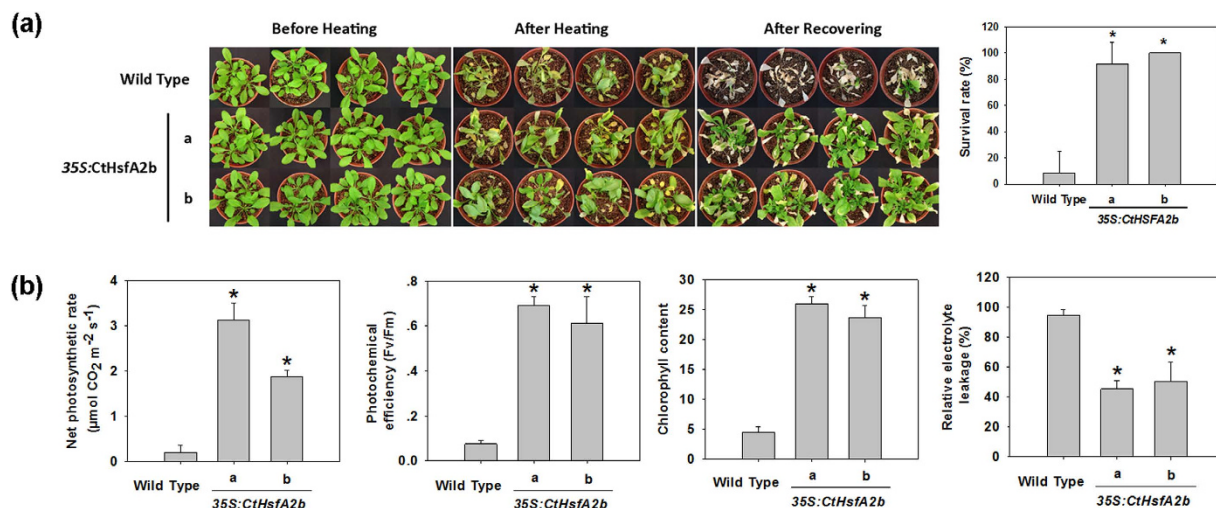 (a)
Before Heating
After Heating
After Recovering
Wild Type
35S:CtHsfA2b
a
b
Survival rate (%)
120
100
80
60
40
20
0
*
*
Wild Type
a
b
35S:CtHSFA2b
(b)
Net photosynthetic rate
(µmol CO2 m-2 s-1)
4
3
2
1
0
*
*
Wild Type
a
b
35S:CtHsfA2b
Photochemical
efficiency (Fv/Fm)
.8
.6
.4
.2
0.0
*
*
Wild Type
a
b
35S:CtHsfA2b
Chlorophyll content
30
25
20
15
10
5
0
*
*
Wild Type
a
b
35S:CtHsfA2b
Relative electrolyte
leakage (%)
120
100
80
60
40
20
0
*
*
Wild Type
a
b
35S:CtHsfA2b